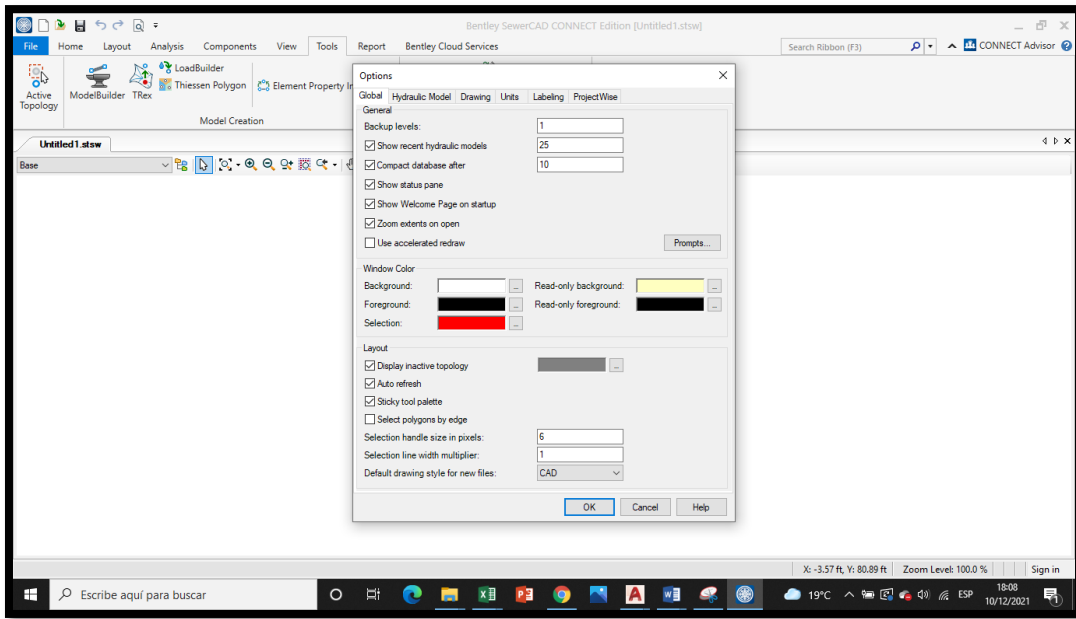 Bentley SewerCAD CONNECT Edition [Untitled1.stsw]
File Home Layout Analysis Components View Tools Report Bentley Cloud Services Search Ribbon (F3) CONNECT Advisor
Active Topology
ModelBuilder
TRex
LoadBuilder
Thiessen Polygon
Element Property In
Model Creation
Untitled1.stsw
Base
Options
Global Hydraulic Model Drawing Units Labeling ProjectWise
General
Backup levels: 1
Show recent hydraulic models 25
Compact database after 10
Show status pane
Show Welcome Page on startup
Zoom extents on open
Use accelerated redraw Prompts...
Window Color
Background: ... Read-only background: ...
Foreground: ... Read-only foreground: ...
Selection: ...
Layout
Display inactive topology ...
Auto refresh
Sticky tool palette
Select polygons by edge
Selection handle size in pixels: 6
Selection line width multiplier: 1
Default drawing style for new files: CAD
OK Cancel Help
X: -3.57 ft, Y: 80.89 ft Zoom Level: 100.0 % Sign in
Escribe aquí para buscar 19°C ESP 18:08
10/12/2021